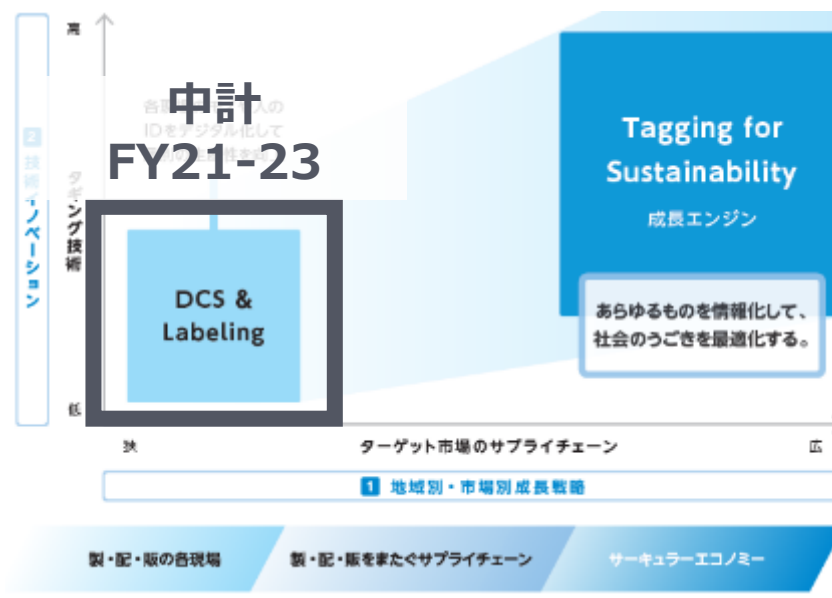 高
中計
FY21-23
2 技術イノベーション
タギング技術
DCS &
Labeling
低
Tagging for
Sustainability
成長エンジン
あらゆるものを情報化して、
社会のうごきを最適化する。
狭
ターゲット市場のサプライチェーン
広
1 地域別・市場別成長戦略
製・配・販の各現場
製・配・販をまたぐサプライチェーン
サーキュラーエコノミー